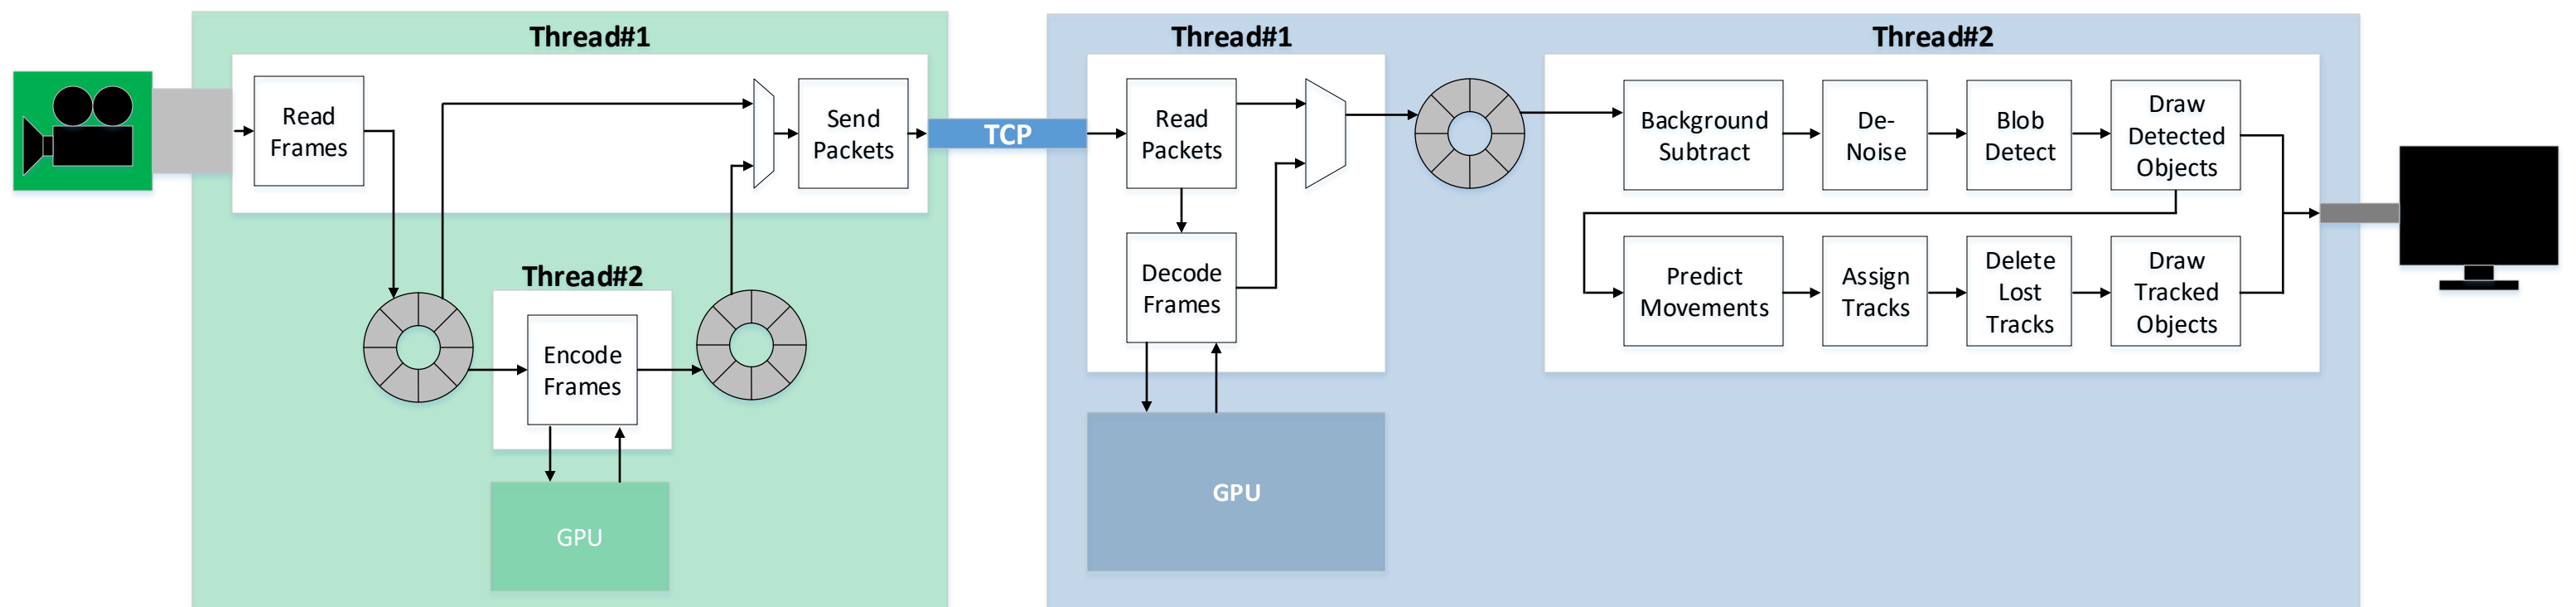 Thread#1
Read
Frames
Send
Packets
Thread#2
Encode
Frames
GPU
TCP
Thread#1
Read
Packets
Decode
Frames
GPU
Thread#2
Background
Subtract
De-
Noise
Blob
Detect
Draw
Detected
Objects
Predict
Movements
Assign
Tracks
Delete
Lost
Tracks
Draw
Tracked
Objects